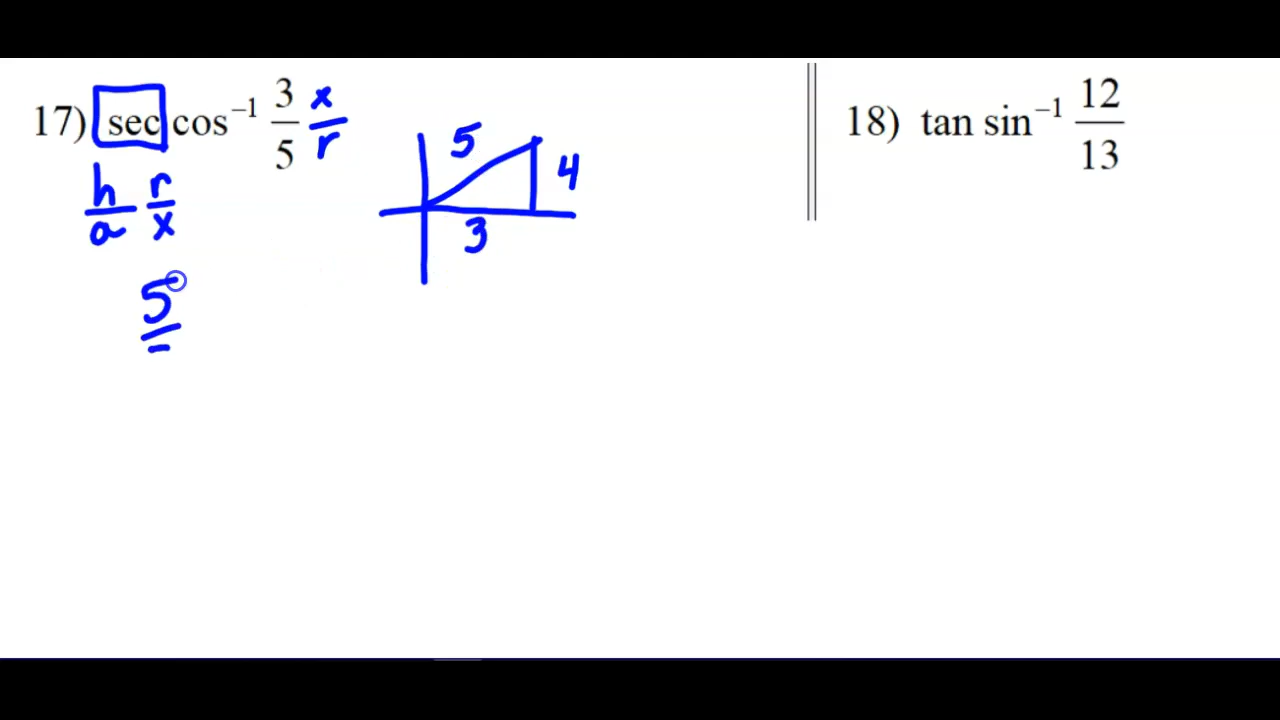 17) sec cos⁻¹ 3/5 x/r
h/a r/x
5
5
4
3
18) tan sin⁻¹ 12/13